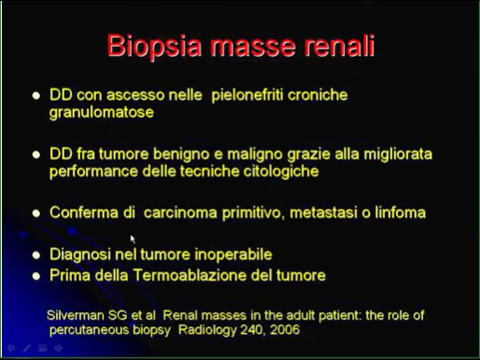 Biopsia masse renali
DD con ascesso nelle pielonefriti croniche
granulomatose
DD fra tumore benigno e maligno grazie alla migliorata
performance delle tecniche citologiche
Conferma di carcinoma primitivo, metastasi o linfoma
Diagnosi nel tumore inoperabile
Prima della Termoablazione del tumore
Silverman SG et al Renal masses in the adult patient: the role of
percutaneous biopsy Radiology 240, 2006